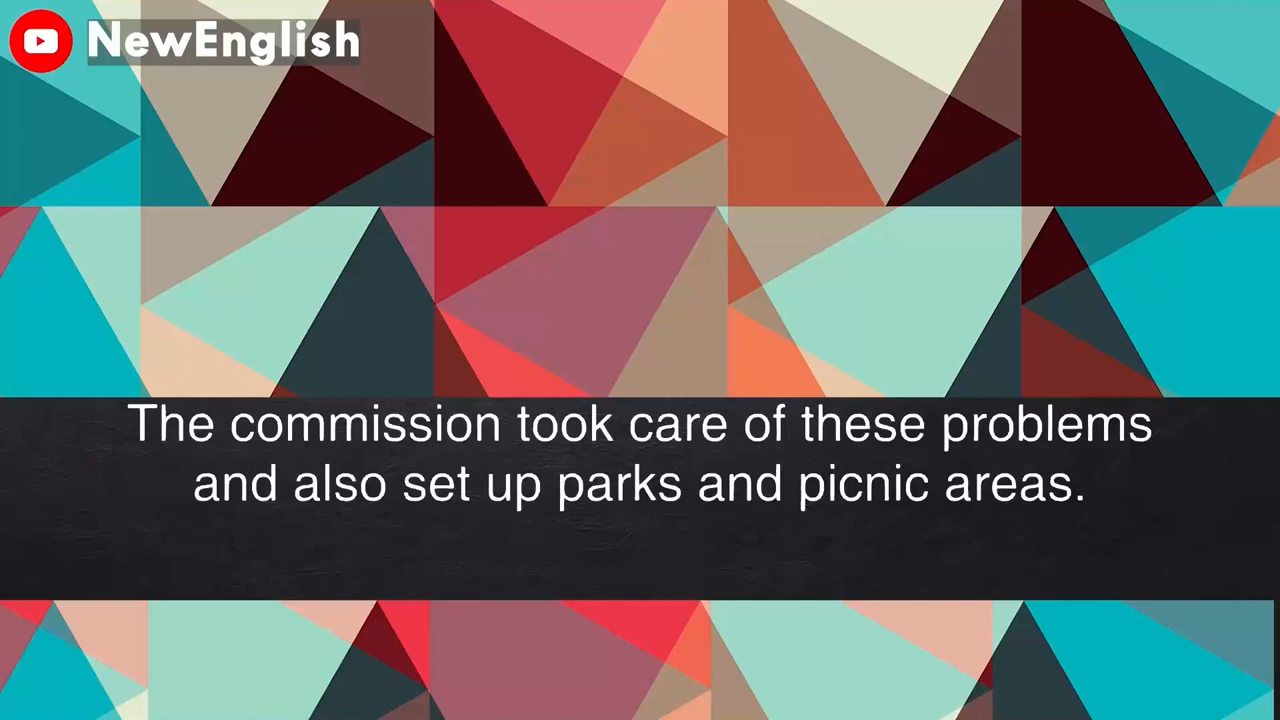 NewEnglish
The commission took care of these problems
and also set up parks and picnic areas.